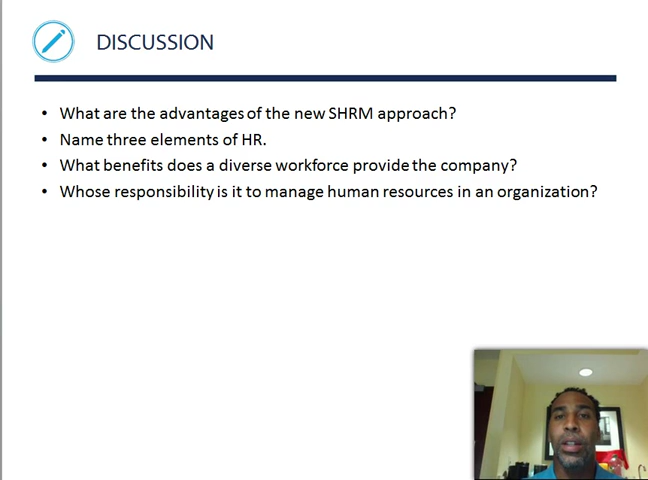 DISCUSSION
• What are the advantages of the new SHRM approach?
• Name three elements of HR.
• What benefits does a diverse workforce provide the company?
• Whose responsibility is it to manage human resources in an organization?